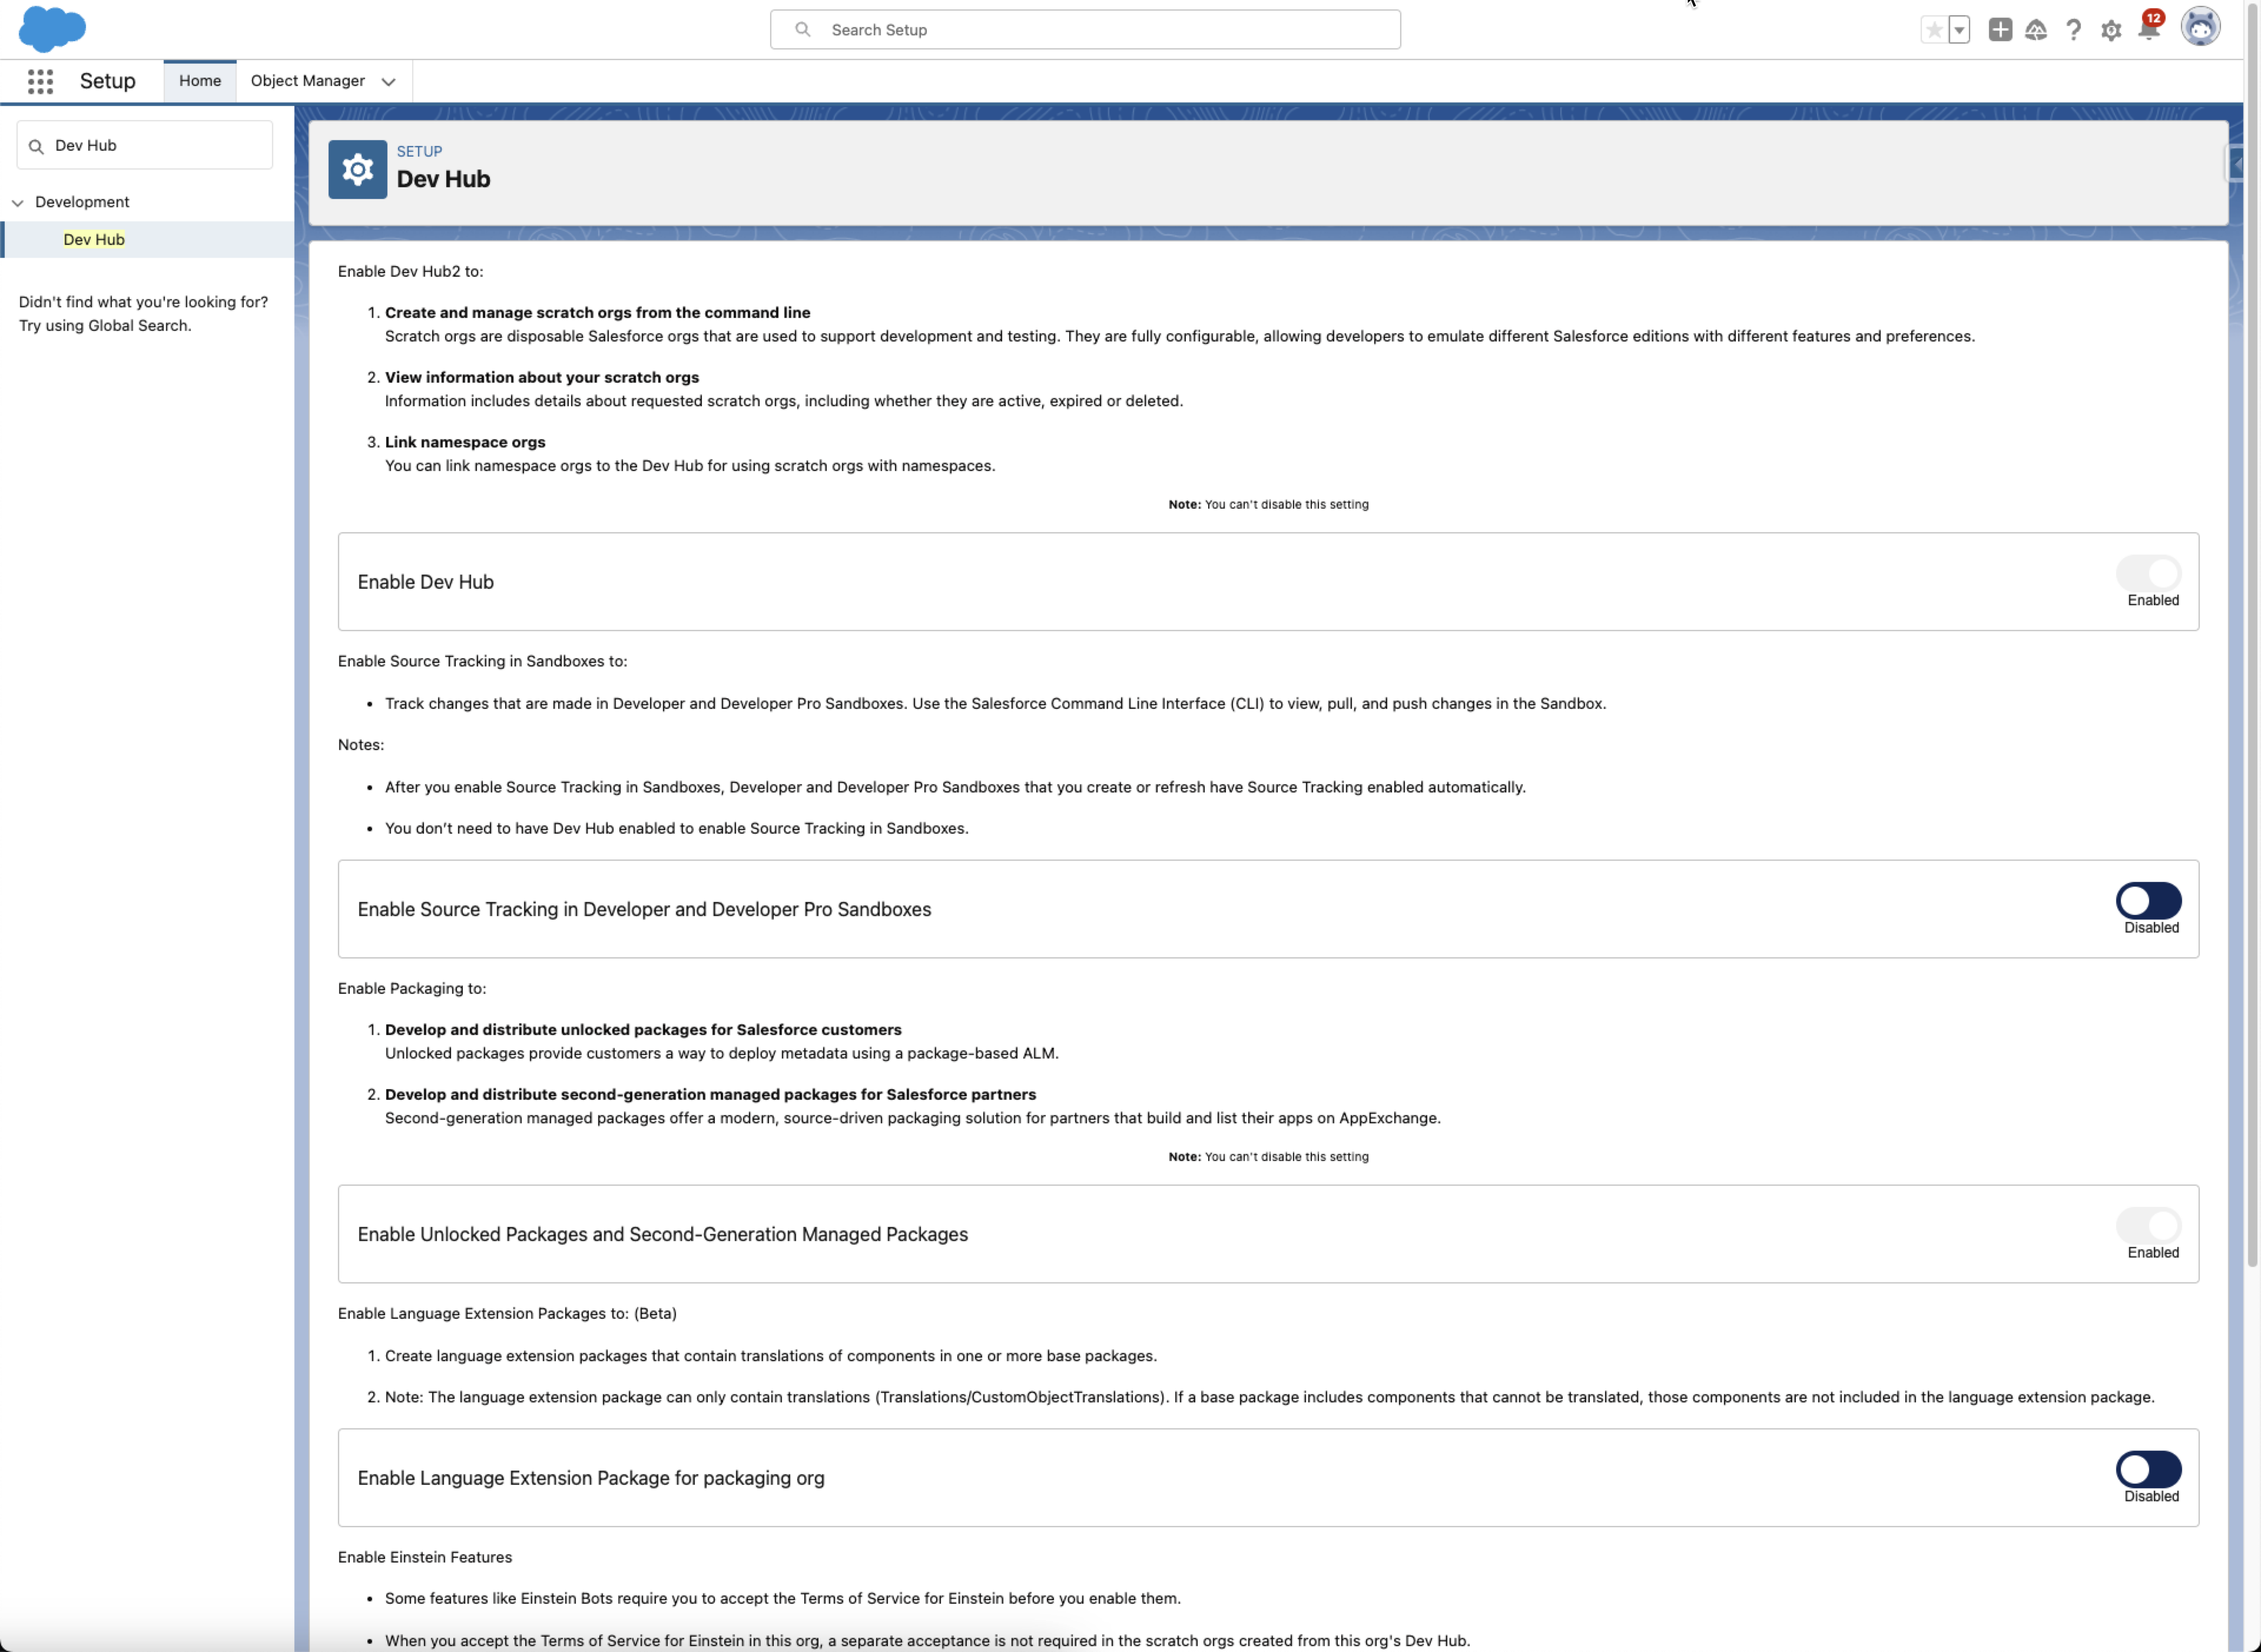 Search Setup
12
Setup
Home
Object Manager
Dev Hub
Development
Dev Hub
Didn't find what you're looking for?
Try using Global Search.
SETUP
Dev Hub
Enable Dev Hub2 to:
1. Create and manage scratch orgs from the command line
Scratch orgs are disposable Salesforce orgs that are used to support development and testing. They are fully configurable, allowing developers to emulate different Salesforce editions with different features and preferences.
2. View information about your scratch orgs
Information includes details about requested scratch orgs, including whether they are active, expired or deleted.
3. Link namespace orgs
You can link namespace orgs to the Dev Hub for using scratch orgs with namespaces.
Note: You can't disable this setting
Enable Dev Hub
Enabled
Enable Source Tracking in Sandboxes to:
• Track changes that are made in Developer and Developer Pro Sandboxes. Use the Salesforce Command Line Interface (CLI) to view, pull, and push changes in the Sandbox.
Notes:
• After you enable Source Tracking in Sandboxes, Developer and Developer Pro Sandboxes that you create or refresh have Source Tracking enabled automatically.
• You don't need to have Dev Hub enabled to enable Source Tracking in Sandboxes.
Enable Source Tracking in Developer and Developer Pro Sandboxes
Disabled
Enable Packaging to:
1. Develop and distribute unlocked packages for Salesforce customers
Unlocked packages provide customers a way to deploy metadata using a package-based ALM.
2. Develop and distribute second-generation managed packages for Salesforce partners
Second-generation managed packages offer a modern, source-driven packaging solution for partners that build and list their apps on AppExchange.
Note: You can't disable this setting
Enable Unlocked Packages and Second-Generation Managed Packages
Enabled
Enable Language Extension Packages to: (Beta)
1. Create language extension packages that contain translations of components in one or more base packages.
2. Note: The language extension package can only contain translations (Translations/CustomObjectTranslations). If a base package includes components that cannot be translated, those components are not included in the language extension package.
Enable Language Extension Package for packaging org
Disabled
Enable Einstein Features
• Some features like Einstein Bots require you to accept the Terms of Service for Einstein before you enable them.
• When you accept the Terms of Service for Einstein in this org, a separate acceptance is not required in the scratch orgs created from this org's Dev Hub.